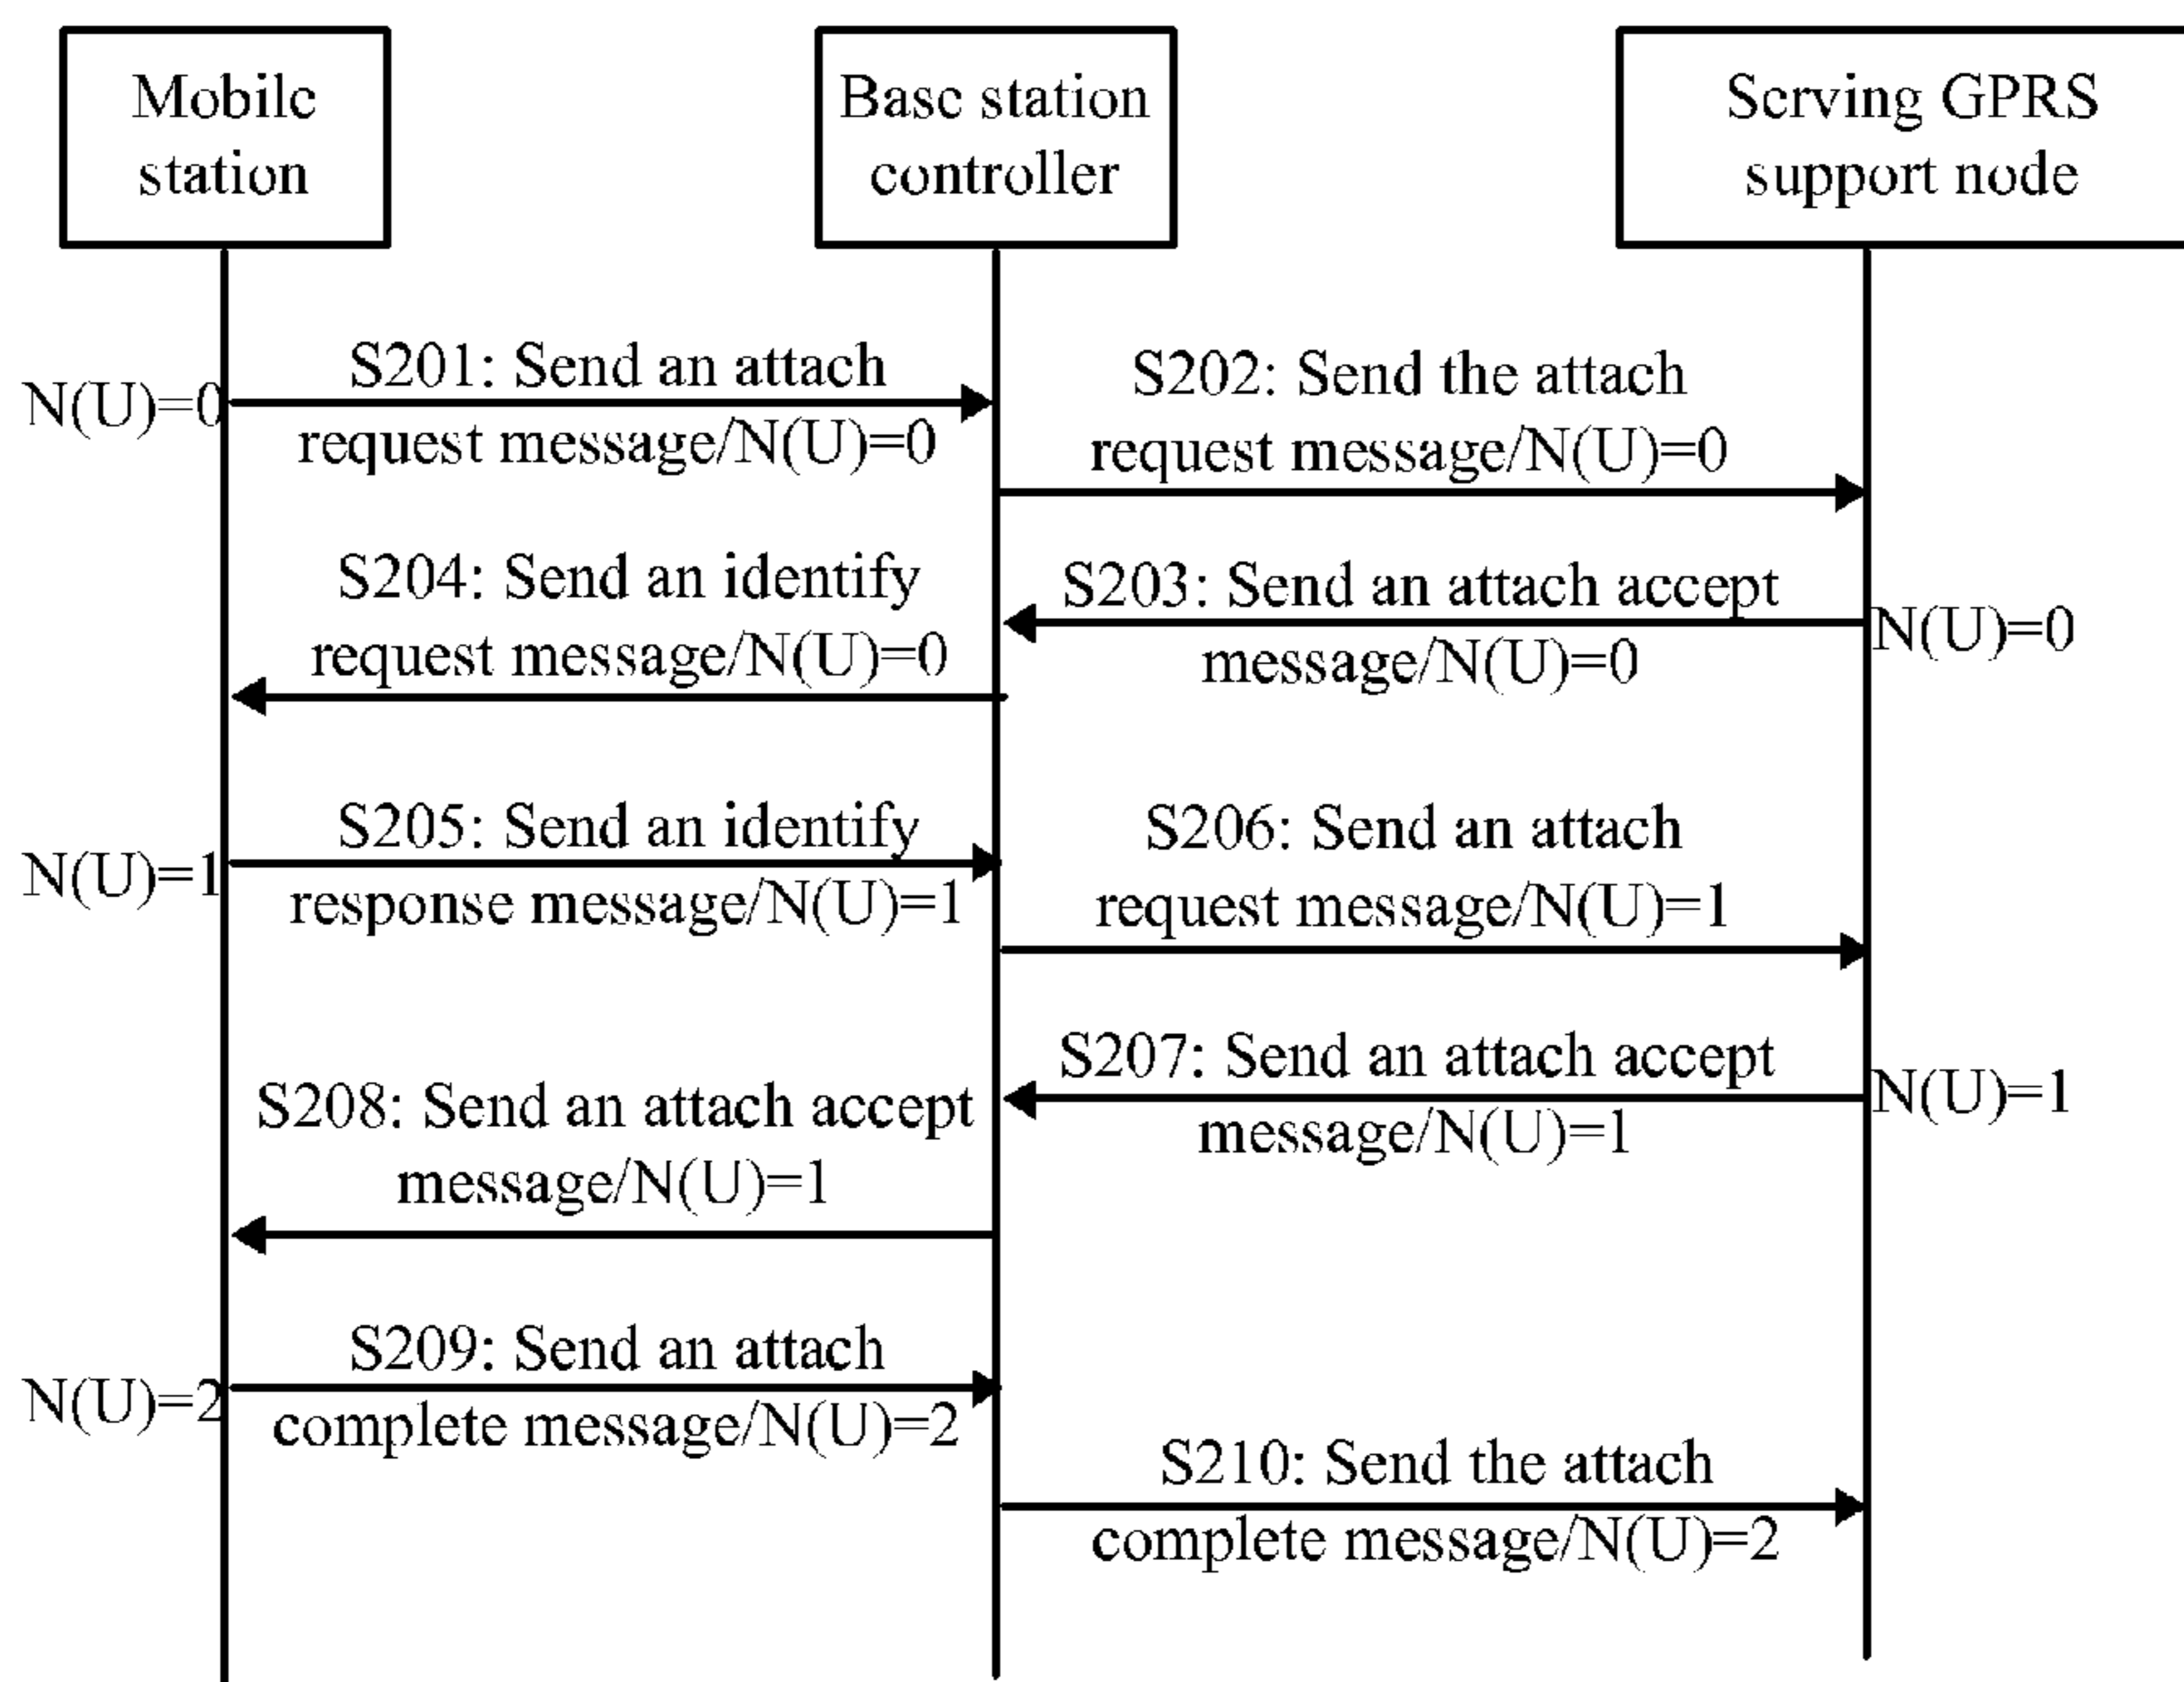 Mobile
station
Base station
controller
Serving GPRS
support node
N(U)=0
S201: Send an attach
request message/N(U)=0
S202: Send the attach
request message/N(U)=0
S203: Send an attach accept
message/N(U)=0
N(U)=0
S204: Send an identify
request message/N(U)=0
N(U)=1
S205: Send an identify
response message/N(U)=1
S206: Send an attach
request message/N(U)=1
S207: Send an attach accept
message/N(U)=1
N(U)=1
S208: Send an attach accept
message/N(U)=1
N(U)=2
S209: Send an attach
complete message/N(U)=2
S210: Send the attach
complete message/N(U)=2